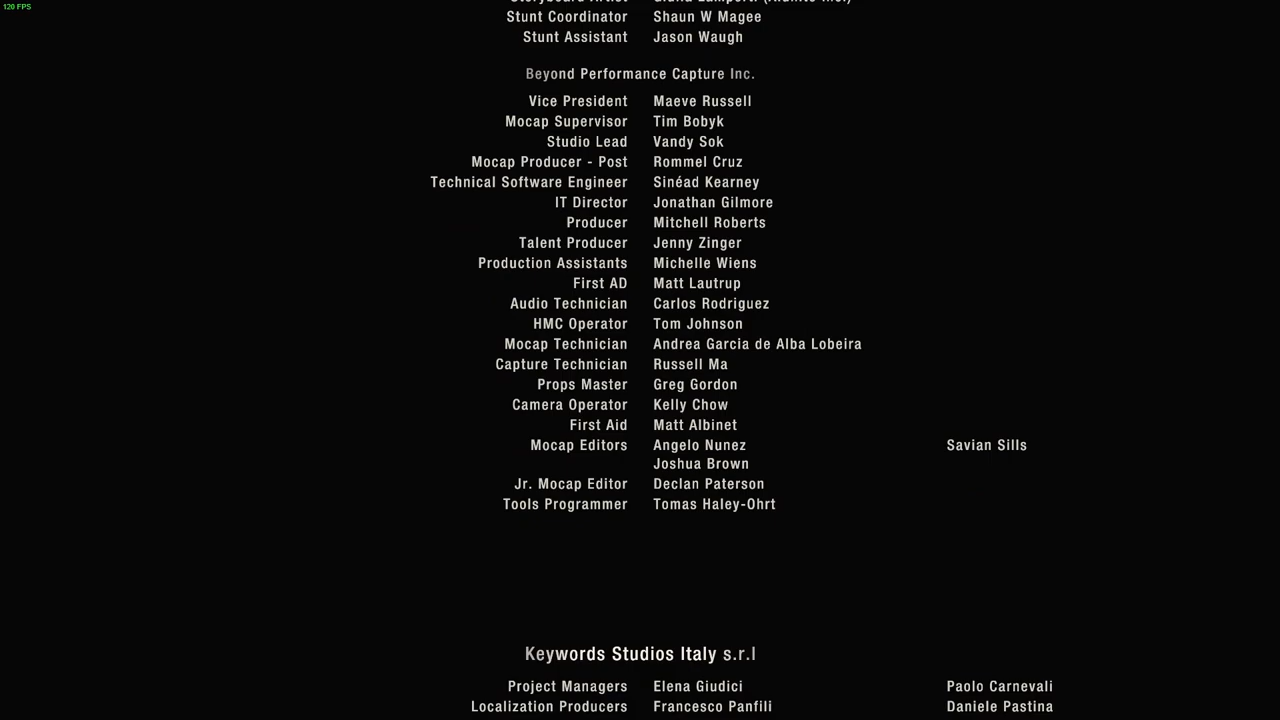 120 FPS
Stunt Coordinator Shaun W Magee
Stunt Assistant Jason Waugh
Beyond Performance Capture Inc.
Vice President Maeve Russell
Mocap Supervisor Tim Bobyk
Studio Lead Vandy Sok
Mocap Producer - Post Rommel Cruz
Technical Software Engineer Sinéad Kearney
IT Director Jonathan Gilmore
Producer Mitchell Roberts
Talent Producer Jenny Zinger
Production Assistants Michelle Wiens
First AD Matt Lautrup
Audio Technician Carlos Rodriguez
HMC Operator Tom Johnson
Mocap Technician Andrea Garcia de Alba Lobeira
Capture Technician Russell Ma
Props Master Greg Gordon
Camera Operator Kelly Chow
First Aid Matt Albinet
Mocap Editors Angelo Nunez Savian Sills
Joshua Brown
Jr. Mocap Editor Declan Paterson
Tools Programmer Tomas Haley-Ohrt
Keywords Studios Italy s.r.l
Project Managers Elena Giudici Paolo Carnevali
Localization Producers Francesco Panfili Daniele Pastina